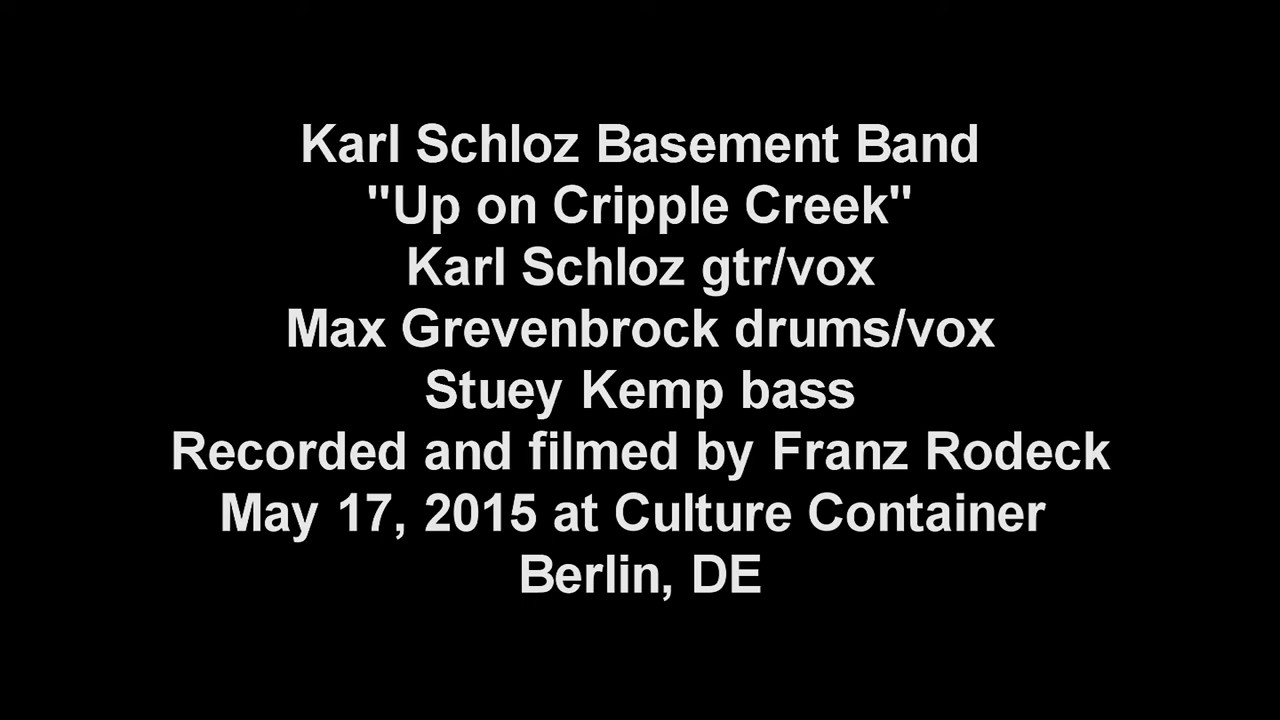 Karl Schloz Basement Band
"Up on Cripple Creek"
Karl Schloz gtr/vox
Max Grevenbrock drums/vox
Stuey Kemp bass
Recorded and filmed by Franz Rodeck
May 17, 2015 at Culture Container
Berlin, DE